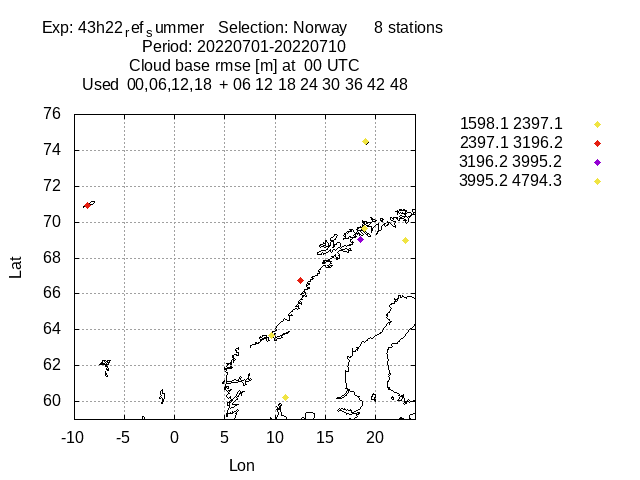 Exp: 43h22refsummer Selection: Norway 8 stations
Period: 20220701-20220710
Cloud base rmse [m] at 00 UTC
Used 00,06,12,18 + 06 12 18 24 30 36 42 48
1598.1 2397.1
2397.1 3196.2
3196.2 3995.2
3995.2 4794.3
76
74
72
70
68
66
64
62
60
Lat
-10 -5 0 5 10 15 20
Lon